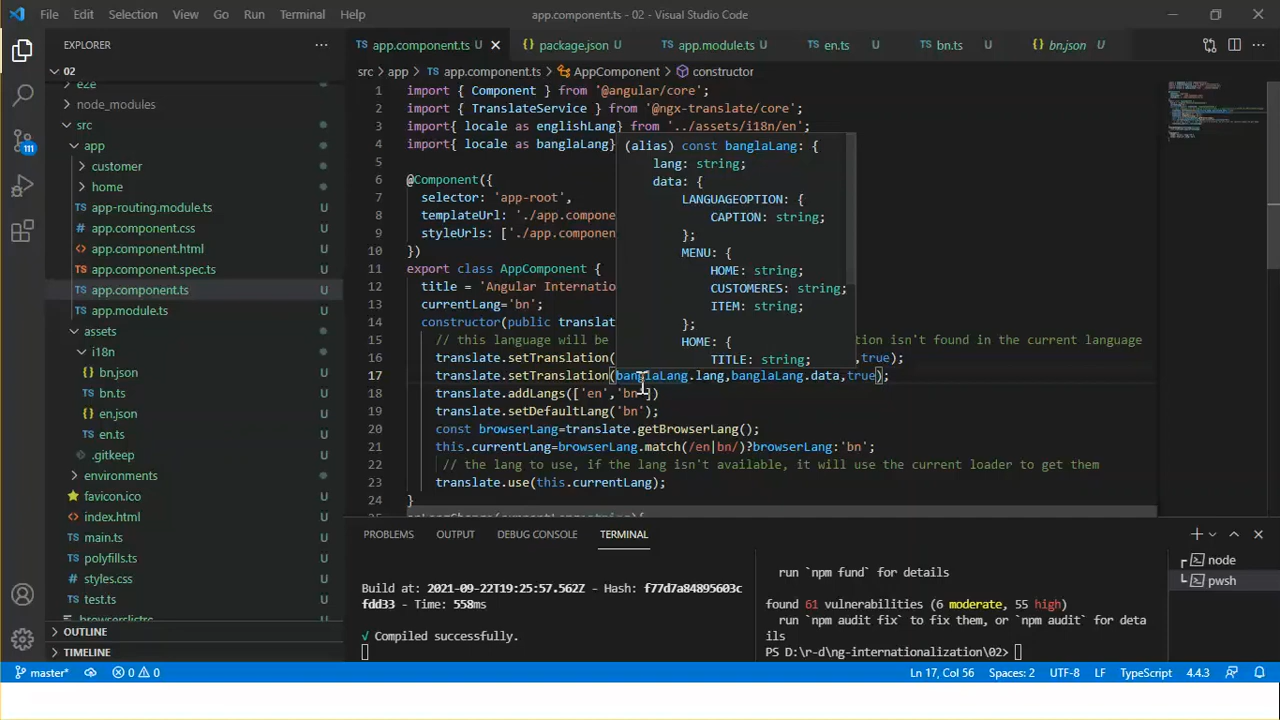 File Edit Selection View Go Run Terminal Help
app.component.ts - 02 - Visual Studio Code
EXPLORER
app.component.ts U
package.json U
app.module.ts U
en.ts U
bn.ts U
bn.json U
src > app > TS app.component.ts > AppComponent > constructor
02
e2e
node_modules
src
app
customer
home
TS app-routing.module.ts U
app.component.css U
app.component.html U
TS app.component.spec.ts U
TS app.component.ts U
TS app.module.ts U
assets
i18n
bn.json U
TS bn.ts U
en.json U
TS en.ts U
.gitkeep U
environments
favicon.ico U
index.html U
TS main.ts U
TS polyfills.ts U
styles.css U
TS test.ts U
.browserslistrc
OUTLINE
TIMELINE
111
1 import { Component } from '@angular/core';
2 import { TranslateService } from '@ngx-translate/core';
3 import{ locale as englishLang} from '../assets/i18n/en';
4 import{ locale as banglaLang}
5
6 @Component({
7 selector: 'app-root',
8 templateUrl: './app.compone
9 styleUrls: ['./app.component
10 })
11 export class AppComponent {
12 title = 'Angular Internatio
13 currentLang='bn';
14 constructor(public translat
15 // this language will be ion isn't found in the current language
16 translate.setTranslation( ,true);
17 translate.setTranslation(banglaLang.lang,banglaLang.data,true);
18 translate.addLangs(['en','bn'])
19 translate.setDefaultLang('bn');
20 const browserLang=translate.getBrowserLang();
21 this.currentLang=browserLang.match(/en|bn/)?browserLang:'bn';
22 // the lang to use, if the lang isn't available, it will use the current loader to get them
23 translate.use(this.currentLang);
24 }
25
(alias) const banglaLang: {
lang: string;
data: {
LANGUAGEOPTION: {
CAPTION: string;
};
MENU: {
HOME: string;
CUSTOMERES: string;
ITEM: string;
};
HOME: {
TITLE: string;
PROBLEMS OUTPUT DEBUG CONSOLE TERMINAL
Build at: 2021-09-22T19:25:57.562Z - Hash: f77d7a84895603c
fdd33 - Time: 558ms
√ Compiled successfully.
run `npm fund` for details
found 61 vulnerabilities (6 moderate, 55 high)
run `npm audit fix` to fix them, or `npm audit` for deta
ils
PS D:\r-d\ng-internationalization\02>
node
pwsh
master* 0 0 Ln 17, Col 56 Spaces: 2 UTF-8 LF TypeScript 4.4.3